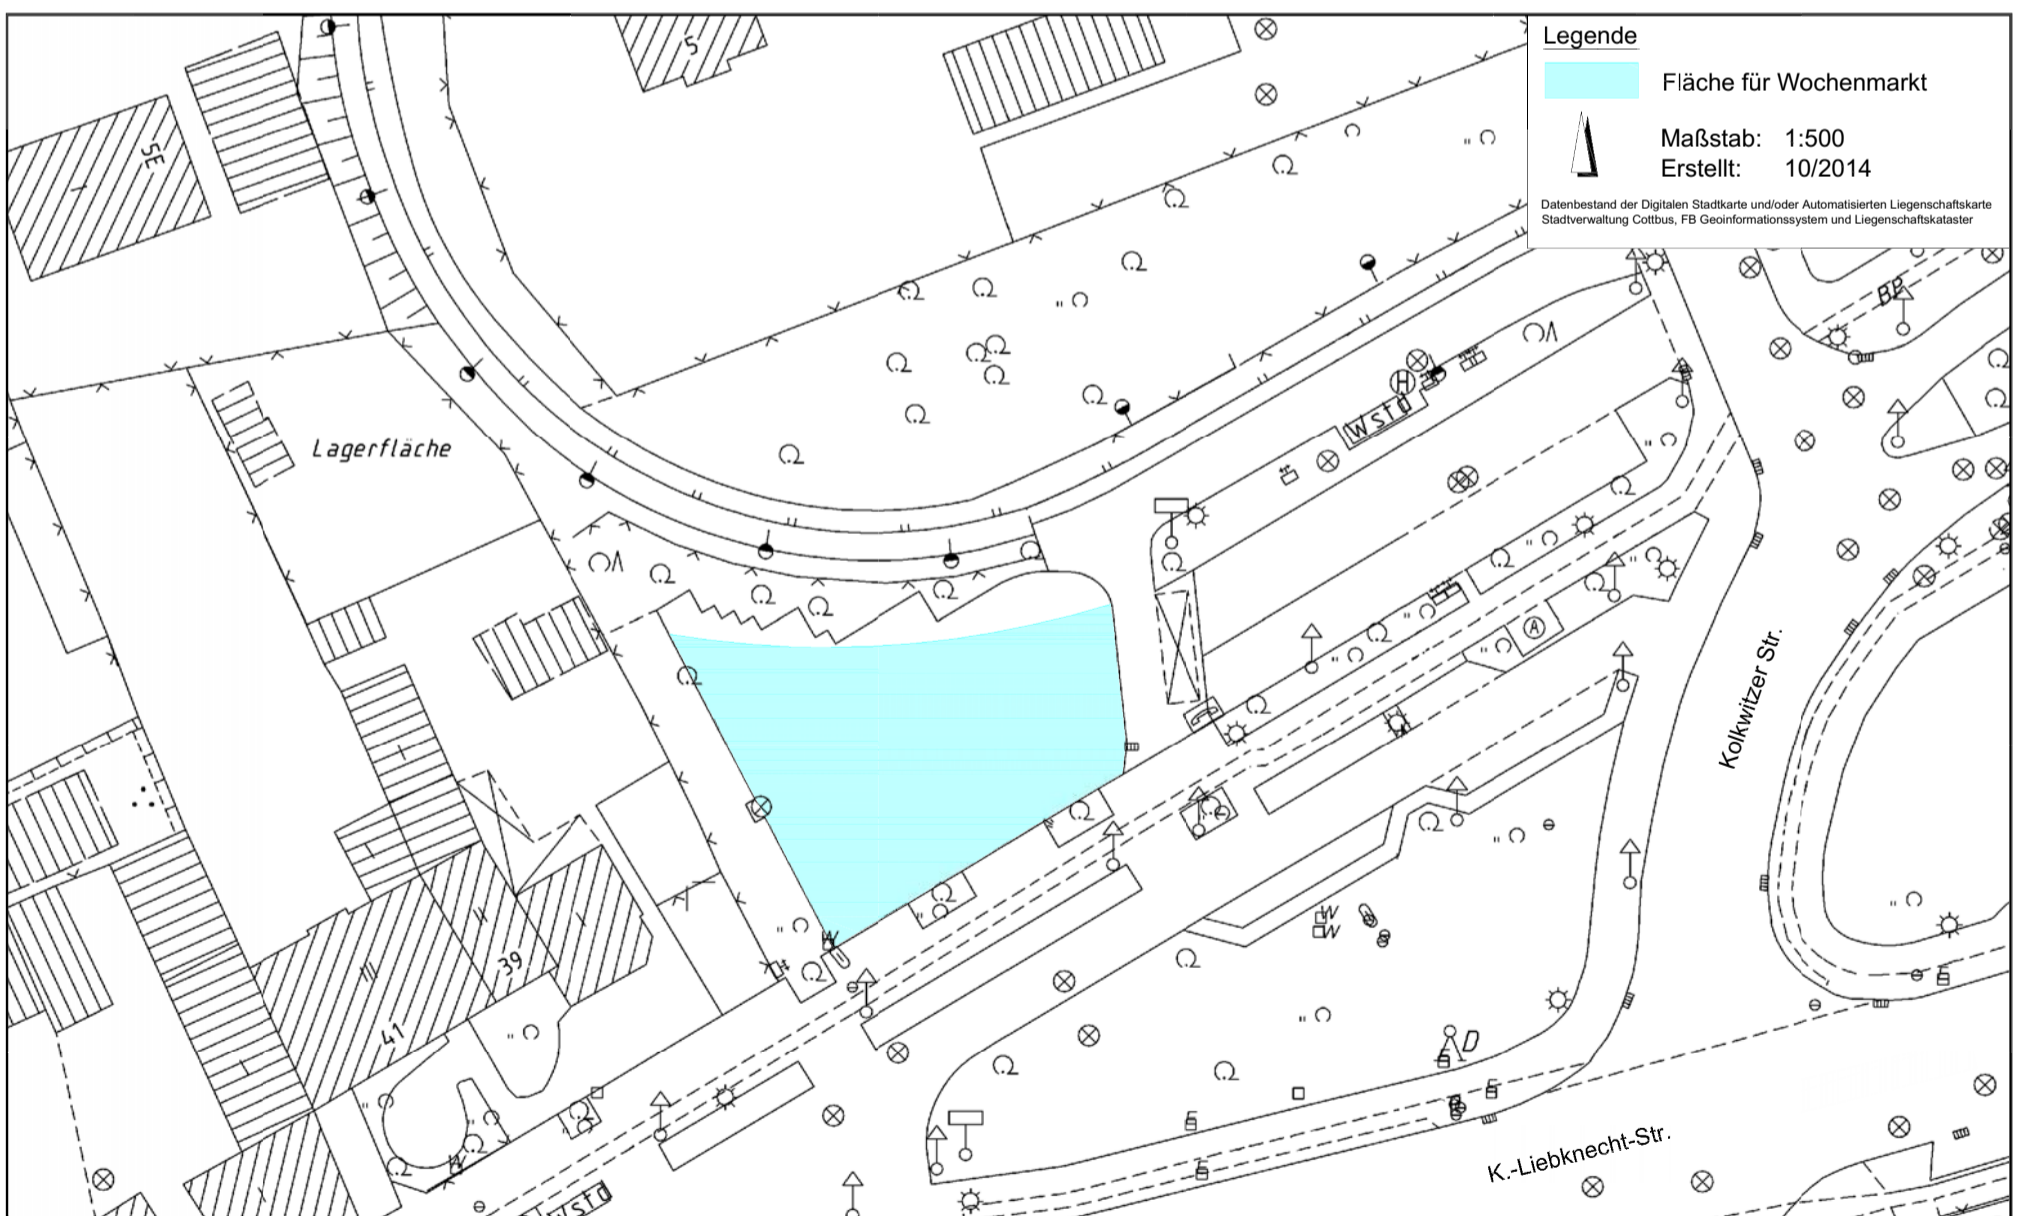 Legende
Fläche für Wochenmarkt
Maßstab: 1:500
Erstellt: 10/2014
Datenbestand der Digitalen Stadtkarte und/oder Automatisierten Liegenschaftskarte
Stadtverwaltung Cottbus, FB Geoinformationssystem und Liegenschaftskataster
5
5E
BP
H
Wstd
Lagerfläche
A
Kolkwitzer Str.
W
W
W
39
41
D
W
K.-Liebknecht-Str.
Wstd